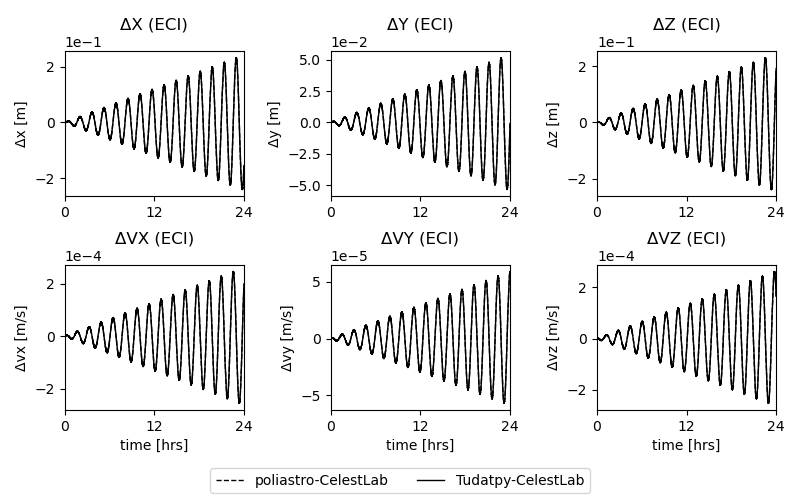 ΔX (ECI) ΔY (ECI) ΔZ (ECI)
1e−1 1e−2 1e−1
Δx [m]
2
0
−2
0 12 24
Δy [m]
5.0
2.5
0.0
−2.5
−5.0
0 12 24
Δz [m]
2
0
−2
0 12 24
ΔVX (ECI) ΔVY (ECI) ΔVZ (ECI)
1e−4 1e−5 1e−4
Δvx [m/s]
2
0
−2
0 12 24
time [hrs]
Δvy [m/s]
5
0
−5
0 12 24
time [hrs]
Δvz [m/s]
2
0
−2
0 12 24
time [hrs]
poliastro-CelestLab Tudatpy-CelestLab